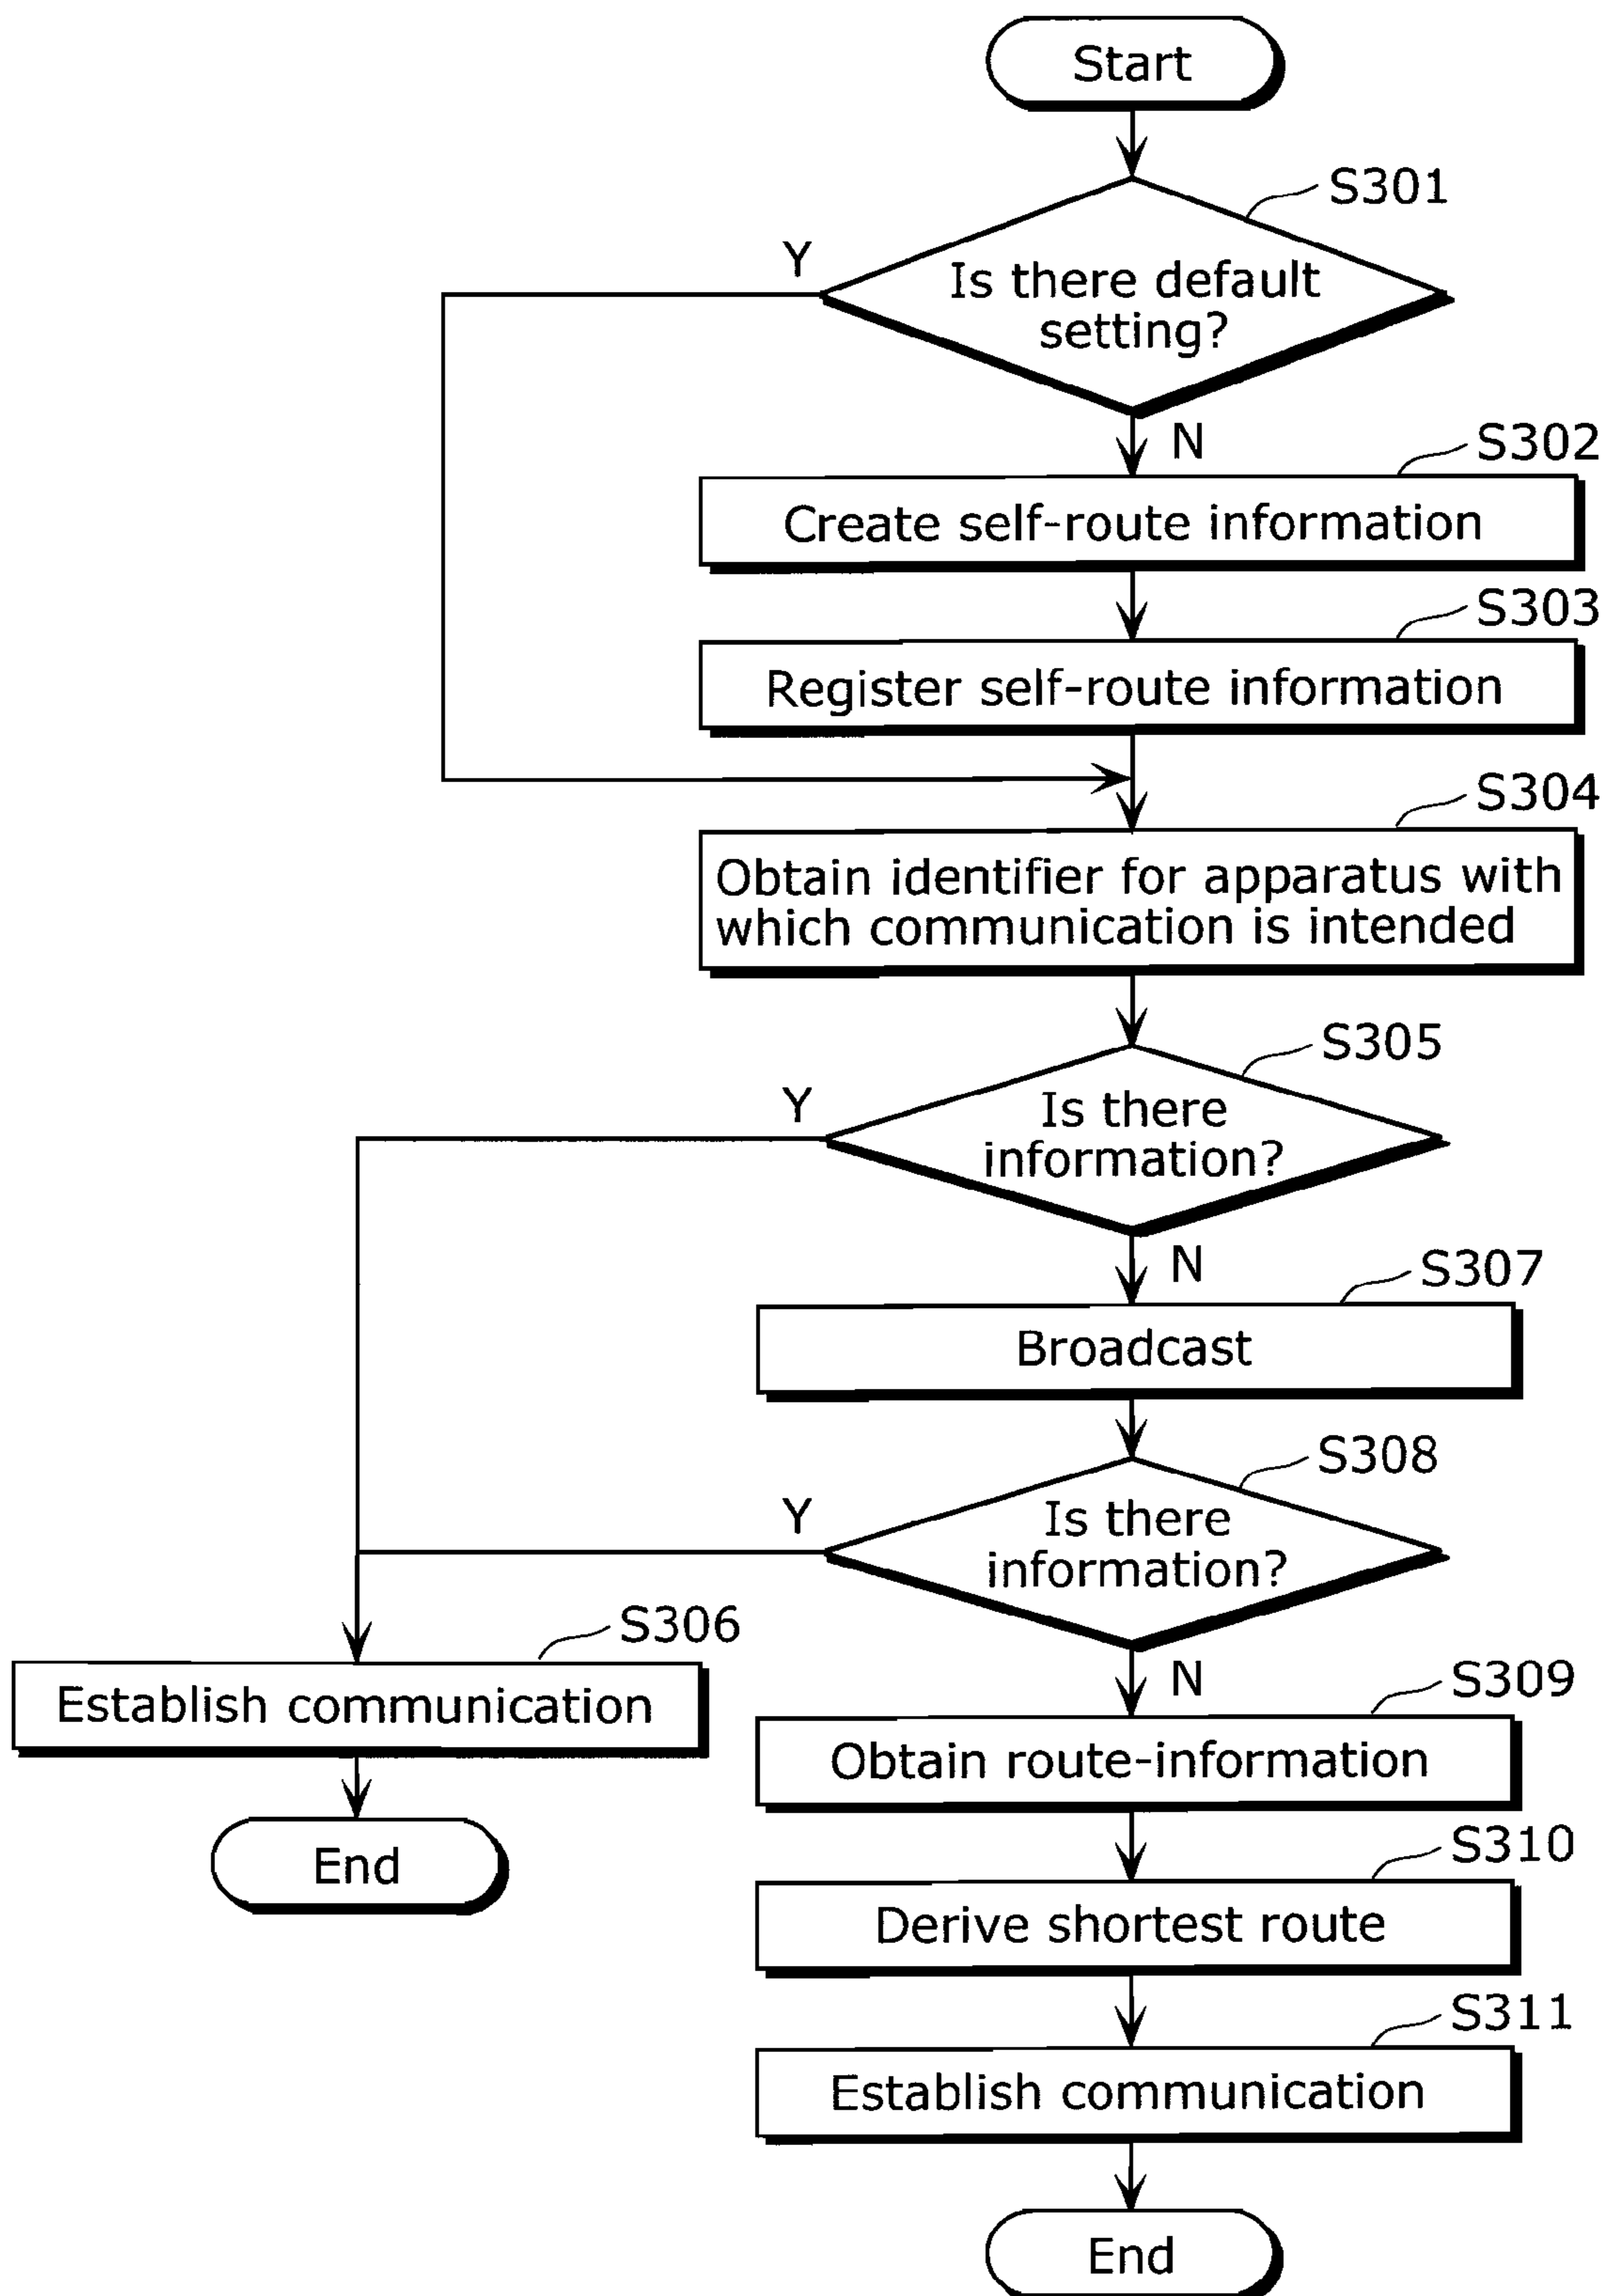 Start
S301
Y
Is there default
setting?
N
S302
Create self-route information
S303
Register self-route information
S304
Obtain identifier for apparatus with
which communication is intended
S305
Y
Is there
information?
N
S307
Broadcast
S308
Y
Is there
information?
S306
Establish communication
N
S309
Obtain route-information
End
S310
Derive shortest route
S311
Establish communication
End